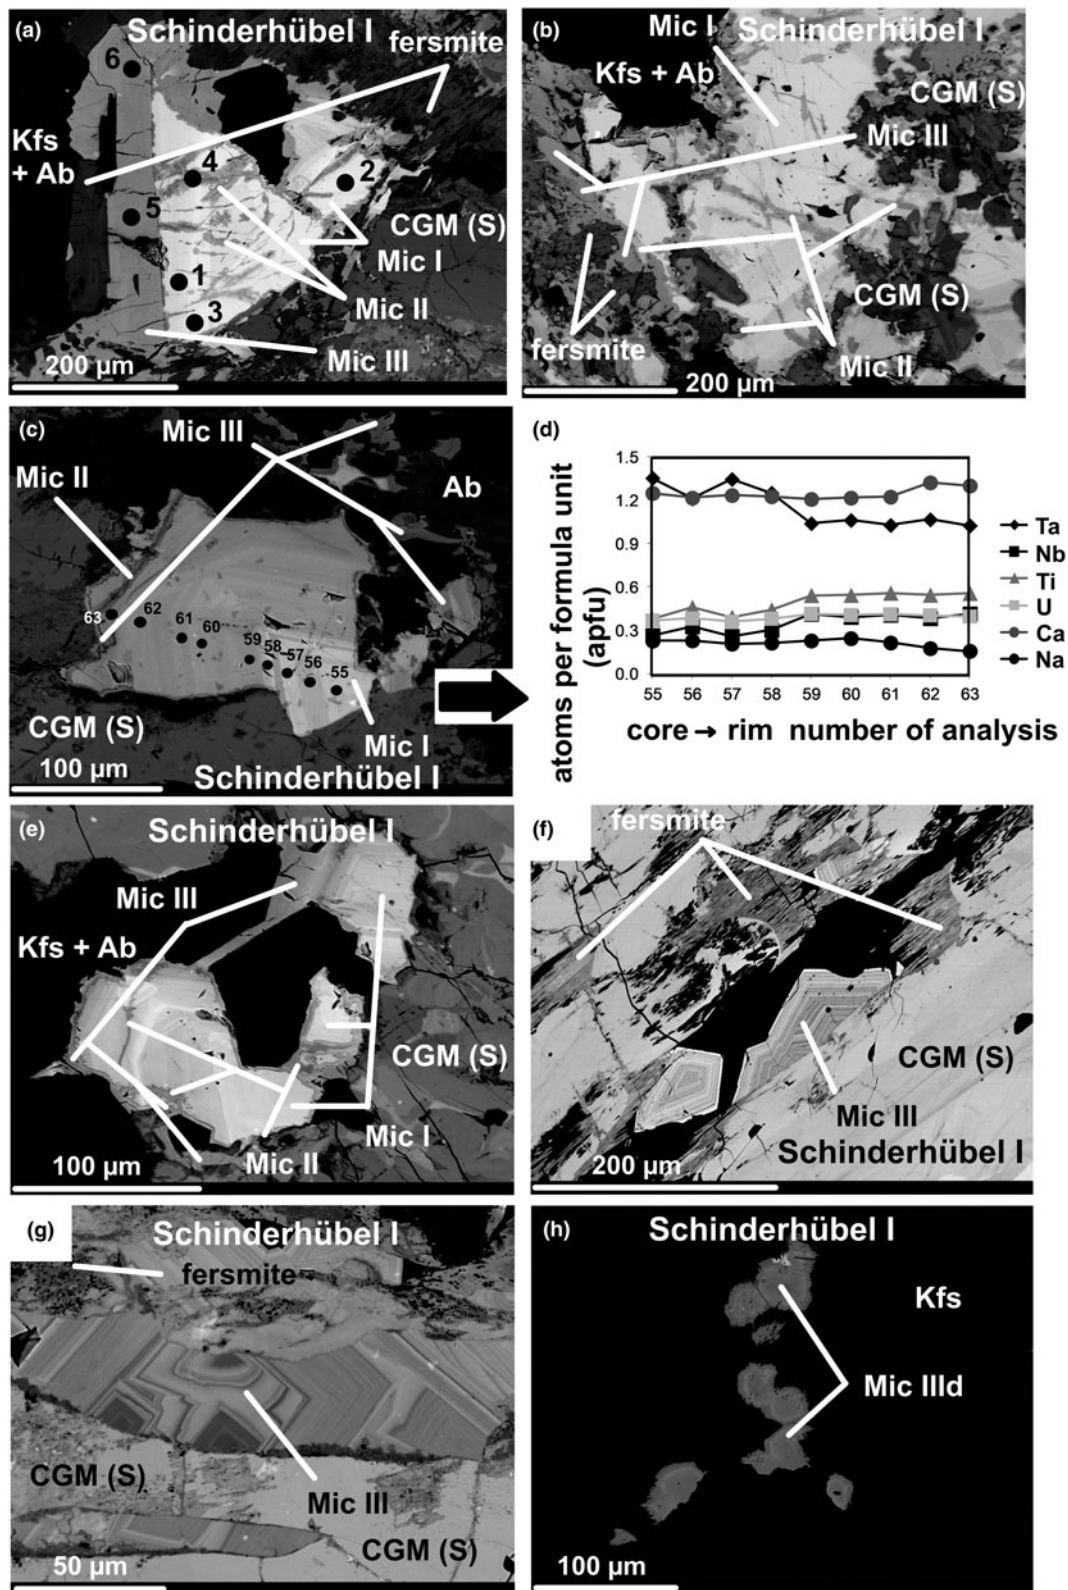 (a)
Schinderhübel I
fersmite
6
Kfs
+ Ab
4
2
5
CGM (S)
Mic I
1
Mic II
3
Mic III
200 µm
(b)
Mic I
Schinderhübel I
Kfs + Ab
CGM (S)
Mic III
CGM (S)
fersmite
Mic II
200 µm
(c)
Mic III
Mic II
Ab
63
62
61
60
59
58
57
56
55
CGM (S)
Mic I
100 µm
Schinderhübel I
(d)
atoms per formula unit
(apfu)
1.5
1.2
0.9
0.6
0.3
0.0
55 56 57 58 59 60 61 62 63
core → rim number of analysis
Ta
Nb
Ti
U
Ca
Na
(e)
Schinderhübel I
Mic III
Kfs + Ab
CGM (S)
Mic I
Mic II
100 µm
(f)
fersmite
CGM (S)
Mic III
Schinderhübel I
200 µm
(g)
Schinderhübel I
fersmite
CGM (S)
Mic III
CGM (S)
50 µm
(h)
Schinderhübel I
Kfs
Mic IIId
100 µm